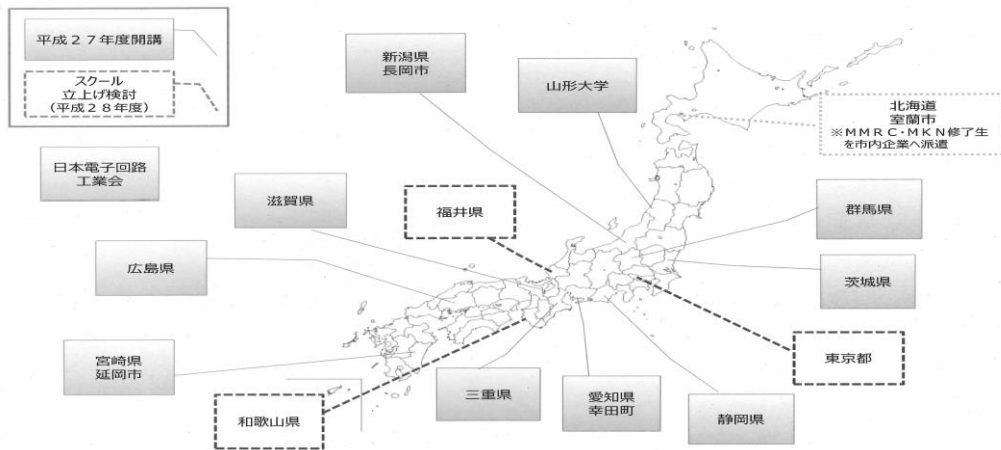 平成２７年度開講
スクール
立上げ検討
(平成２８年度)
日本電子回路
工業会
新潟県
長岡市
山形大学
北海道
室蘭市
※ＭＭＲＣ・ＭＫＮ修了生
を市内企業へ派遣
滋賀県
福井県
群馬県
広島県
茨城県
宮崎県
延岡市
東京都
三重県
愛知県
幸田町
静岡県
和歌山県